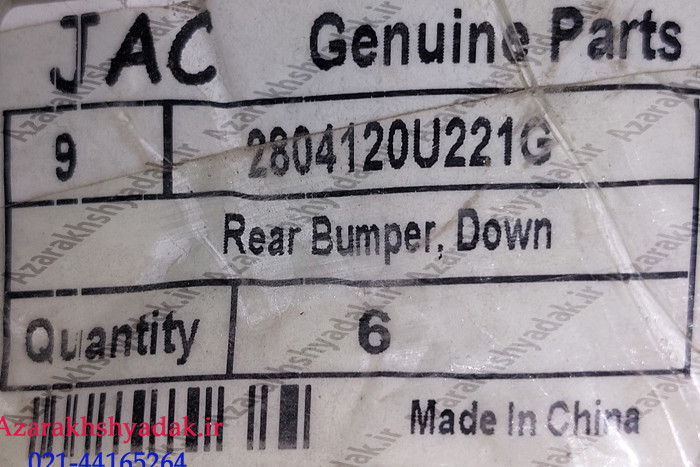 JAC Genuine Parts
9 2804120U221G
Rear Bumper, Down
Quantity 6
Made In China
Azarakhshyadak.ir
021-44165264